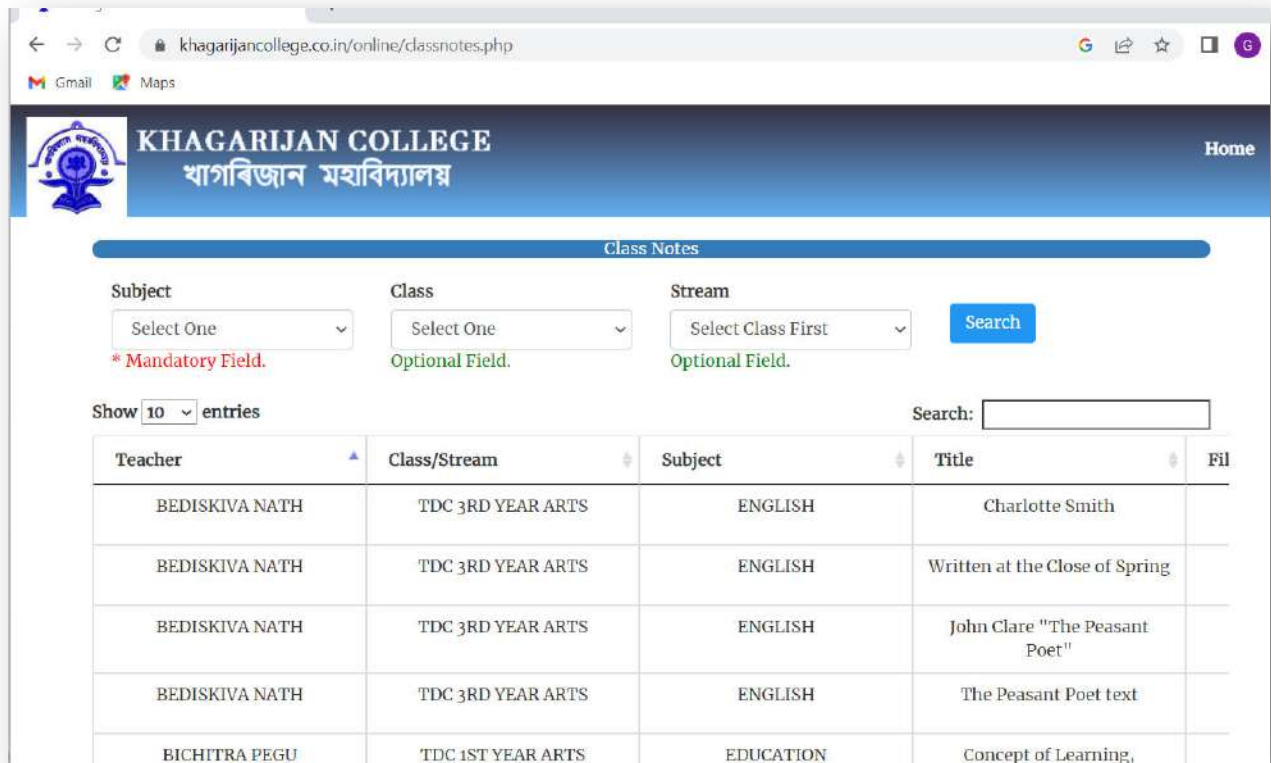 khagarijancollege.co.in/online/classnotes.php
G
Gmail Maps
KHAGARIJAN COLLEGE
খাগৰিজান মহাবিদ্যালয়
Home
Class Notes
Subject Class Stream
Select One Select One Select Class First Search
* Mandatory Field. Optional Field. Optional Field.
Show 10 entries Search:
Teacher Class/Stream Subject Title Fil
BEDISKIVA NATH TDC 3RD YEAR ARTS ENGLISH Charlotte Smith
BEDISKIVA NATH TDC 3RD YEAR ARTS ENGLISH Written at the Close of Spring
BEDISKIVA NATH TDC 3RD YEAR ARTS ENGLISH John Clare "The Peasant
Poet"
BEDISKIVA NATH TDC 3RD YEAR ARTS ENGLISH The Peasant Poet text
BICHITRA PEGU TDC 1ST YEAR ARTS EDUCATION Concept of Learning,